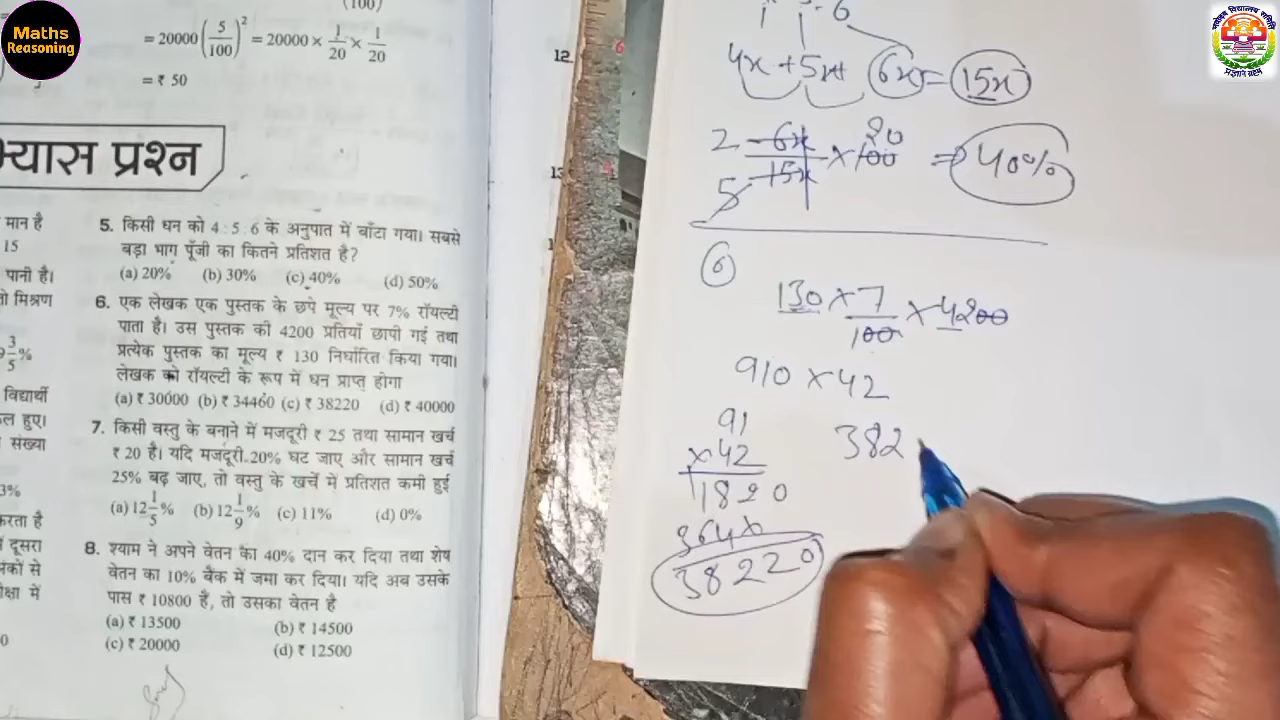 Maths
Reasoning
(100)
= 20000 (5/100)² = 20000 × 1/20 × 1/20
= ₹ 50
भ्यास प्रश्न
मान है
15
पानी है।
तो मिश्रण
3/5 %
विद्यार्थी
ल हुए।
संख्या
3%
करता है
दूसरा
अंकों से
क्षा में
0
5. किसी धन को 4 : 5 : 6 के अनुपात में बाँटा गया। सबसे
बड़ा भाग पूँजी का कितने प्रतिशत है?
(a) 20% (b) 30% (c) 40% (d) 50%
6. एक लेखक एक पुस्तक के छपे मूल्य पर 7% रॉयल्टी
पाता है। उस पुस्तक की 4200 प्रतियाँ छापी गई तथा
प्रत्येक पुस्तक का मूल्य ₹ 130 निर्धारित किया गया।
लेखक को रॉयल्टी के रूप में धन प्राप्त होगा
(a) ₹ 30000 (b) ₹ 34460 (c) ₹ 38220 (d) ₹ 40000
7. किसी वस्तु के बनाने में मजदूरी ₹ 25 तथा सामान खर्च
₹ 20 है। यदि मजदूरी 20% घट जाए और सामान खर्च
25% बढ़ जाए, तो वस्तु के खर्चे में प्रतिशत कमी हुई
(a) 12 1/5 % (b) 12 1/9 % (c) 11% (d) 0%
8. श्याम ने अपने वेतन का 40% दान कर दिया तथा शेष
वेतन का 10% बैंक में जमा कर दिया। यदि अब उसके
पास ₹ 10800 हैं, तो उसका वेतन है
(a) ₹ 13500 (b) ₹ 14500
(c) ₹ 20000 (d) ₹ 12500
12
6
13
4x + 5x + 6x = 15x
2 6x/15x × 100 20 ⇒ 40%
5
6
130 × 7/100 × 4200
910 × 42
91
× 42
1820
364×
38220
382